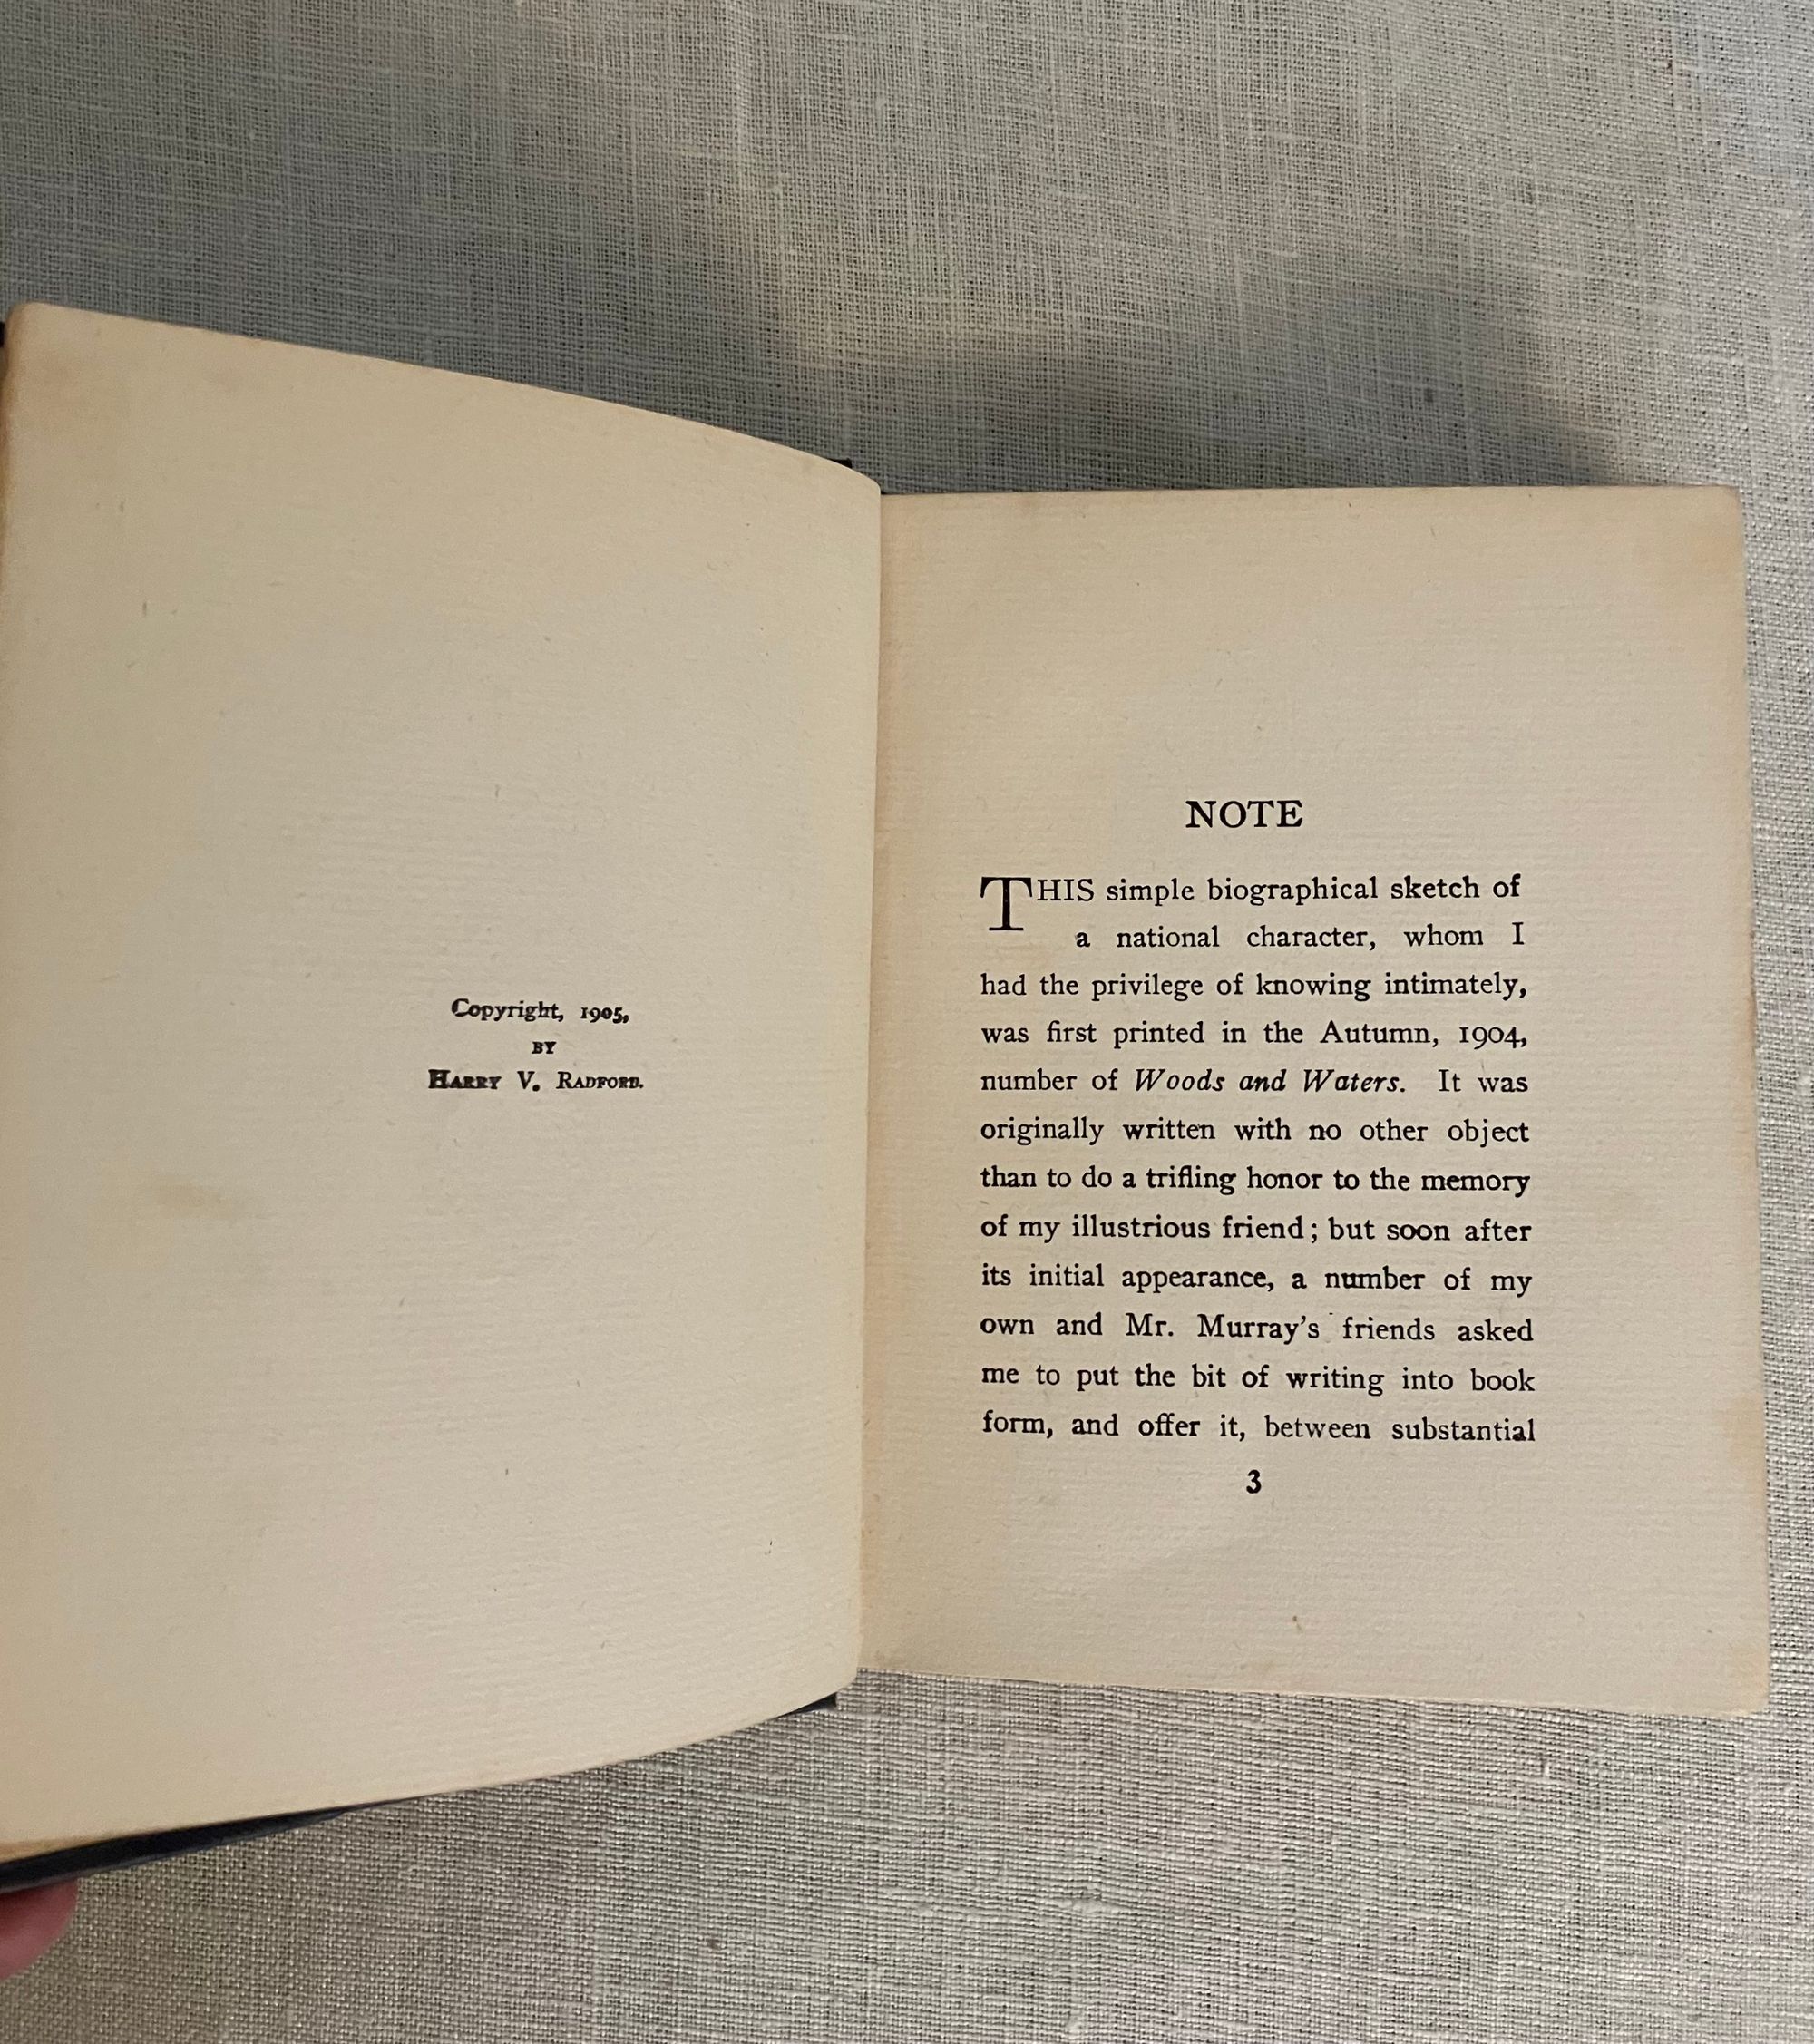 Copyright, 1905,
BY
HARRY V. RADFORD.
NOTE
THIS simple biographical sketch of
a national character, whom I
had the privilege of knowing intimately,
was first printed in the Autumn, 1904,
number of Woods and Waters. It was
originally written with no other object
than to do a trifling honor to the memory
of my illustrious friend; but soon after
its initial appearance, a number of my
own and Mr. Murray's friends asked
me to put the bit of writing into book
form, and offer it, between substantial
3